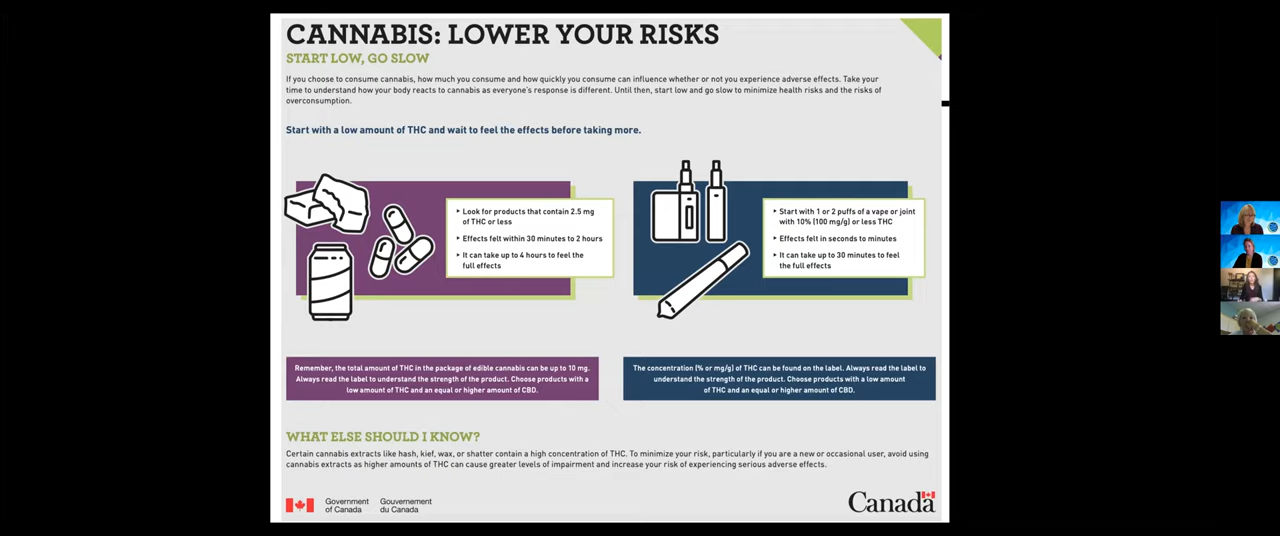 CANNABIS: LOWER YOUR RISKS
START LOW, GO SLOW
If you choose to consume cannabis, how much you consume and how quickly you consume can influence whether or not you experience adverse effects. Take your
time to understand how your body reacts to cannabis as everyone's response is different. Until then, start low and go slow to minimize health risks and the risks of
overconsumption.
Start with a low amount of THC and wait to feel the effects before taking more.
‣ Look for products that contain 2.5 mg
of THC or less
‣ Effects felt within 30 minutes to 2 hours
‣ It can take up to 4 hours to feel the
full effects
‣ Start with 1 or 2 puffs of a vape or joint
with 10% (100 mg/g) or less THC
‣ Effects felt in seconds to minutes
‣ It can take up to 30 minutes to feel
the full effects
Remember, the total amount of THC in the package of edible cannabis can be up to 10 mg.
Always read the label to understand the strength of the product. Choose products with a
low amount of THC and an equal or higher amount of CBD.
The concentration (% or mg/g) of THC can be found on the label. Always read the label to
understand the strength of the product. Choose products with a low amount
of THC and an equal or higher amount of CBD.
WHAT ELSE SHOULD I KNOW?
Certain cannabis extracts like hash, kief, wax, or shatter contain a high concentration of THC. To minimize your risk, particularly if you are a new or occasional user, avoid using
cannabis extracts as higher amounts of THC can cause greater levels of impairment and increase your risk of experiencing serious adverse effects.
Government
of Canada
Gouvernement
du Canada
Canada